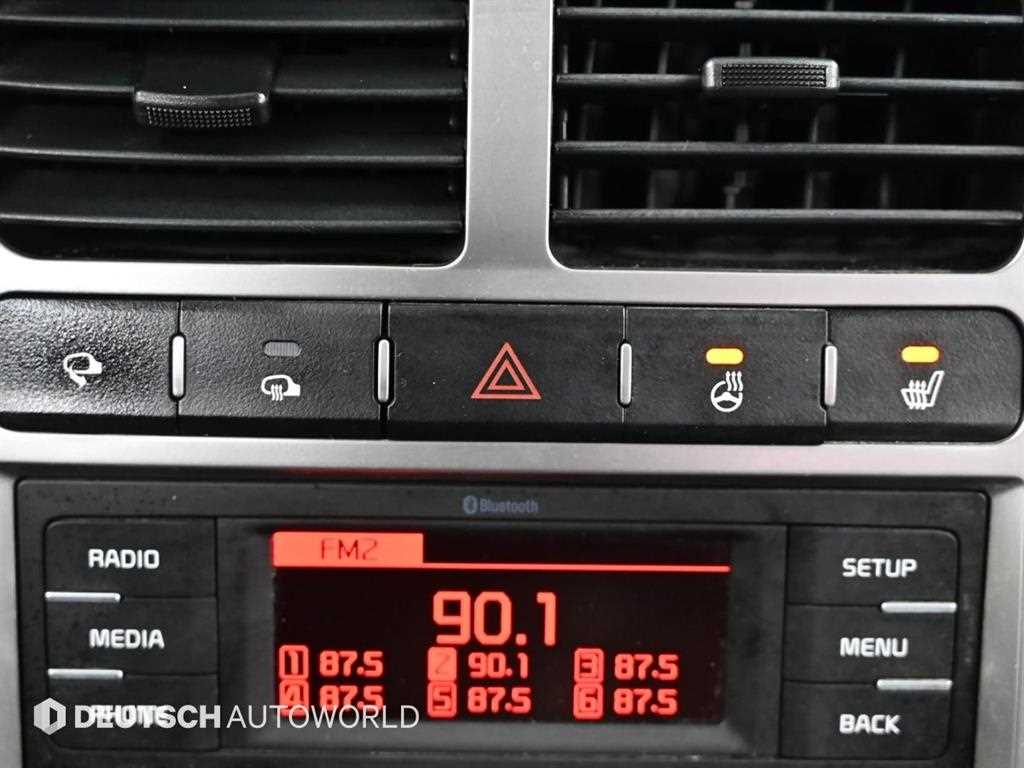 Bluetooth
RADIO
MEDIA
FM2
90.1
1 87.5 2 90.1 3 87.5
4 87.5 5 87.5 6 87.5
SETUP
MENU
BACK
PHONE
DEUTSCH AUTOWORLD